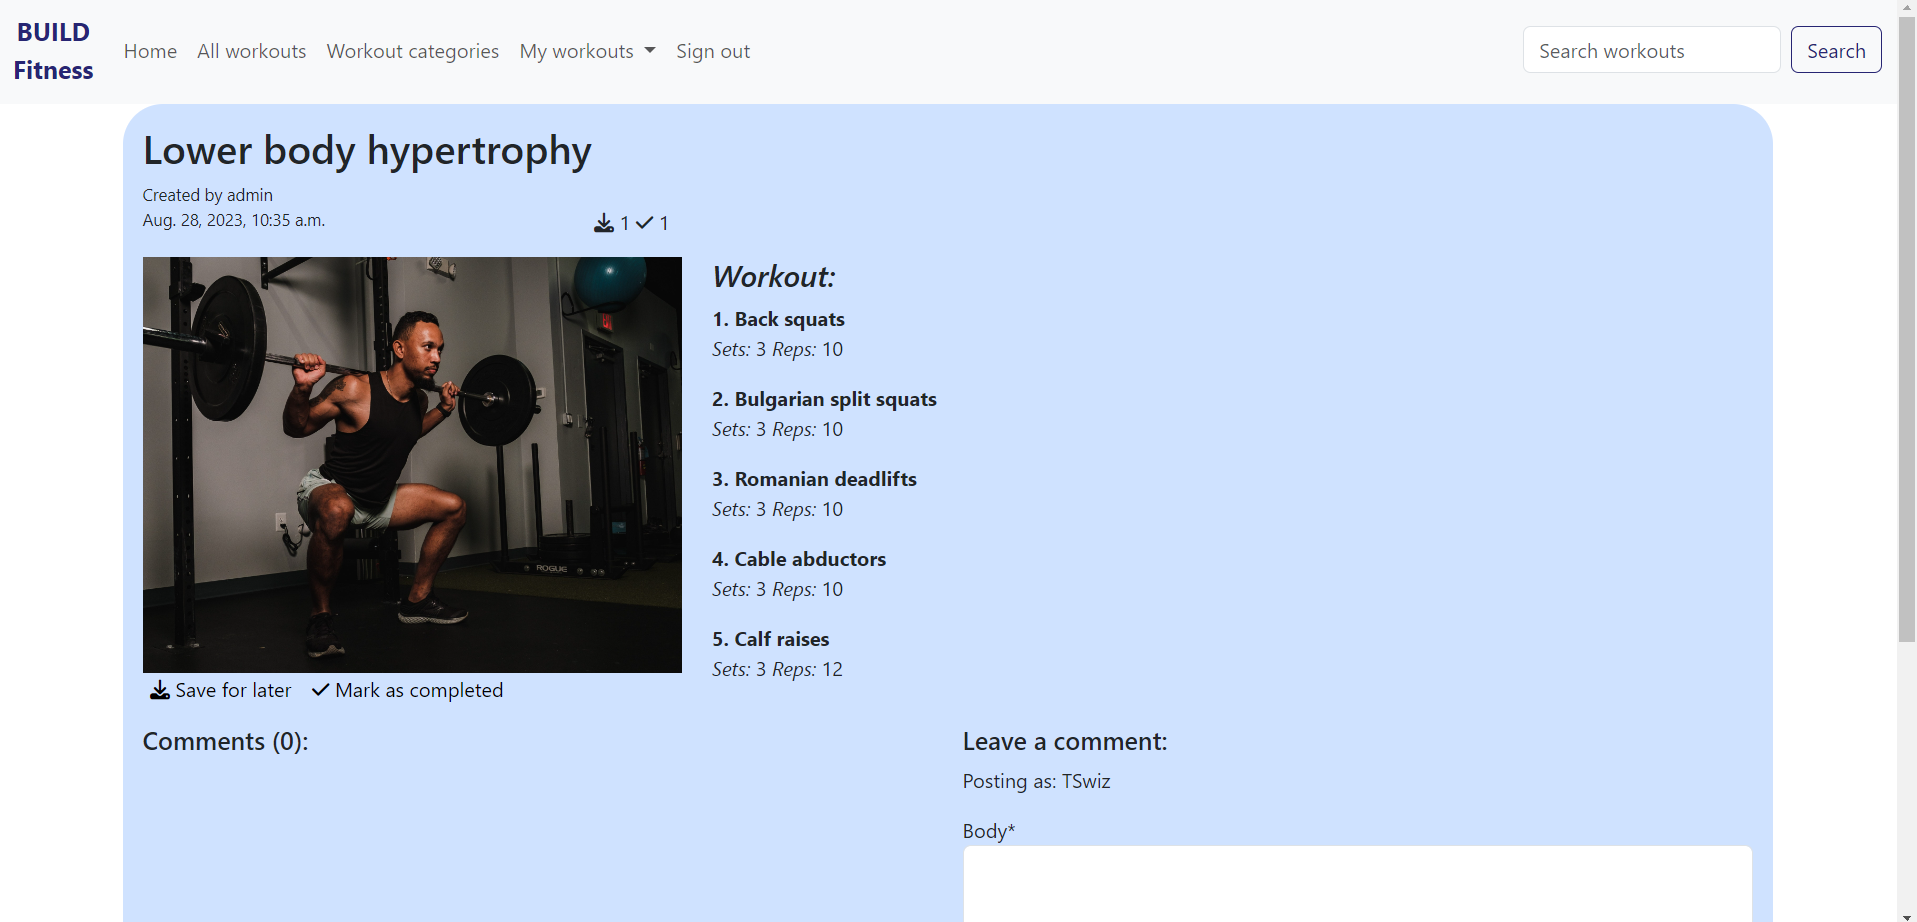 BUILD
Fitness
Home All workouts Workout categories My workouts Sign out
Search workouts
Search
Lower body hypertrophy
Created by admin
Aug. 28, 2023, 10:35 a.m.
1 1
ROGUE
Save for later Mark as completed
Workout:
1. Back squats
Sets: 3 Reps: 10
2. Bulgarian split squats
Sets: 3 Reps: 10
3. Romanian deadlifts
Sets: 3 Reps: 10
4. Cable abductors
Sets: 3 Reps: 10
5. Calf raises
Sets: 3 Reps: 12
Comments (0):
Leave a comment:
Posting as: TSwiz
Body*